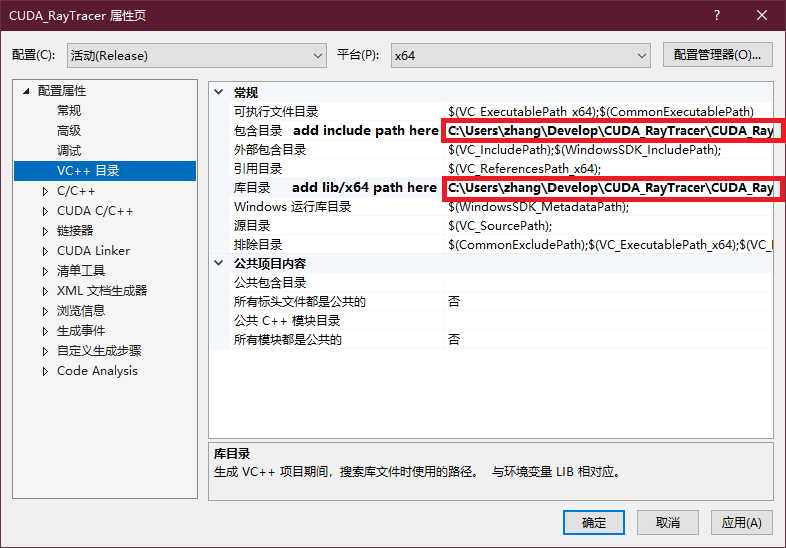 CUDA_RayTracer 属性页
配置(C): 活动(Release) 平台(P): x64 配置管理器(O)...
配置属性
常规
高级
调试
VC++ 目录
C/C++
CUDA C/C++
链接器
CUDA Linker
清单工具
XML 文档生成器
浏览信息
生成事件
自定义生成步骤
Code Analysis
常规
可执行文件目录 $(VC_ExecutablePath_x64);$(CommonExecutablePath)
包含目录 add include path here C:\Users\zhang\Develop\CUDA_RayTracer\CUDA_Ray
外部包含目录 $(VC_IncludePath);$(WindowsSDK_IncludePath);
引用目录 $(VC_ReferencesPath_x64);
库目录 add lib/x64 path here C:\Users\zhang\Develop\CUDA_RayTracer\CUDA_Ray
Windows 运行库目录 $(WindowsSDK_MetadataPath);
源目录 $(VC_SourcePath);
排除目录 $(CommonExcludePath);$(VC_ExecutablePath_x64);$(VC_I
公共项目内容
公共包含目录
所有标头文件都是公共的 否
公共 C++ 模块目录
所有模块都是公共的 否
库目录
生成 VC++ 项目期间，搜索库文件时使用的路径。 与环境变量 LIB 相对应。
确定 取消 应用(A)